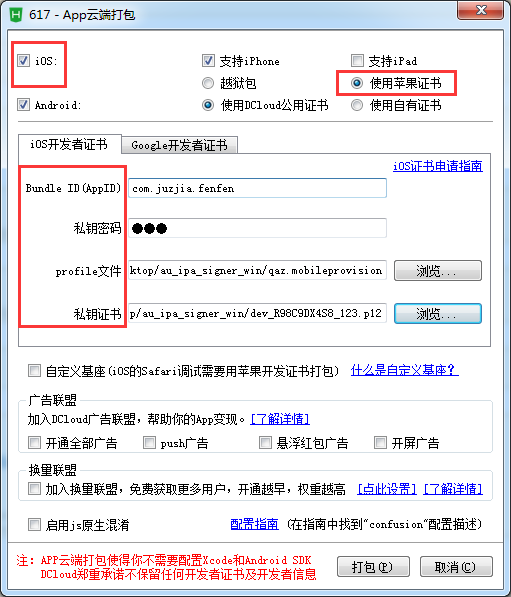 617 - App云端打包
iOS:
支持iPhone
支持iPad
越狱包
使用苹果证书
Android:
使用DCloud公用证书
使用自有证书
iOS开发者证书
Google开发者证书
iOS证书申请指南
Bundle ID(AppID)
com.juzjia.fenfen
私钥密码
profile文件
ktop/au_ipa_signer_win/qaz.mobileprovision
浏览...
私钥证书
p/au_ipa_signer_win/dev_R98C9DX4S8_123.p12
浏览...
自定义基座(iOS的Safari调试需要用苹果开发证书打包)
什么是自定义基座?
广告联盟
加入DCloud广告联盟，帮助你的App变现。[了解详情]
开通全部广告
push广告
悬浮红包广告
开屏广告
换量联盟
加入换量联盟，免费获取更多用户，开通越早，权重越高
[点此设置]
[了解详情]
启用js原生混淆
配置指南
(在指南中找到"confusion"配置描述)
注: APP云端打包使得你不需要配置Xcode和Android SDK
DCloud郑重承诺不保留任何开发者证书及开发者信息
打包(P)
取消(C)